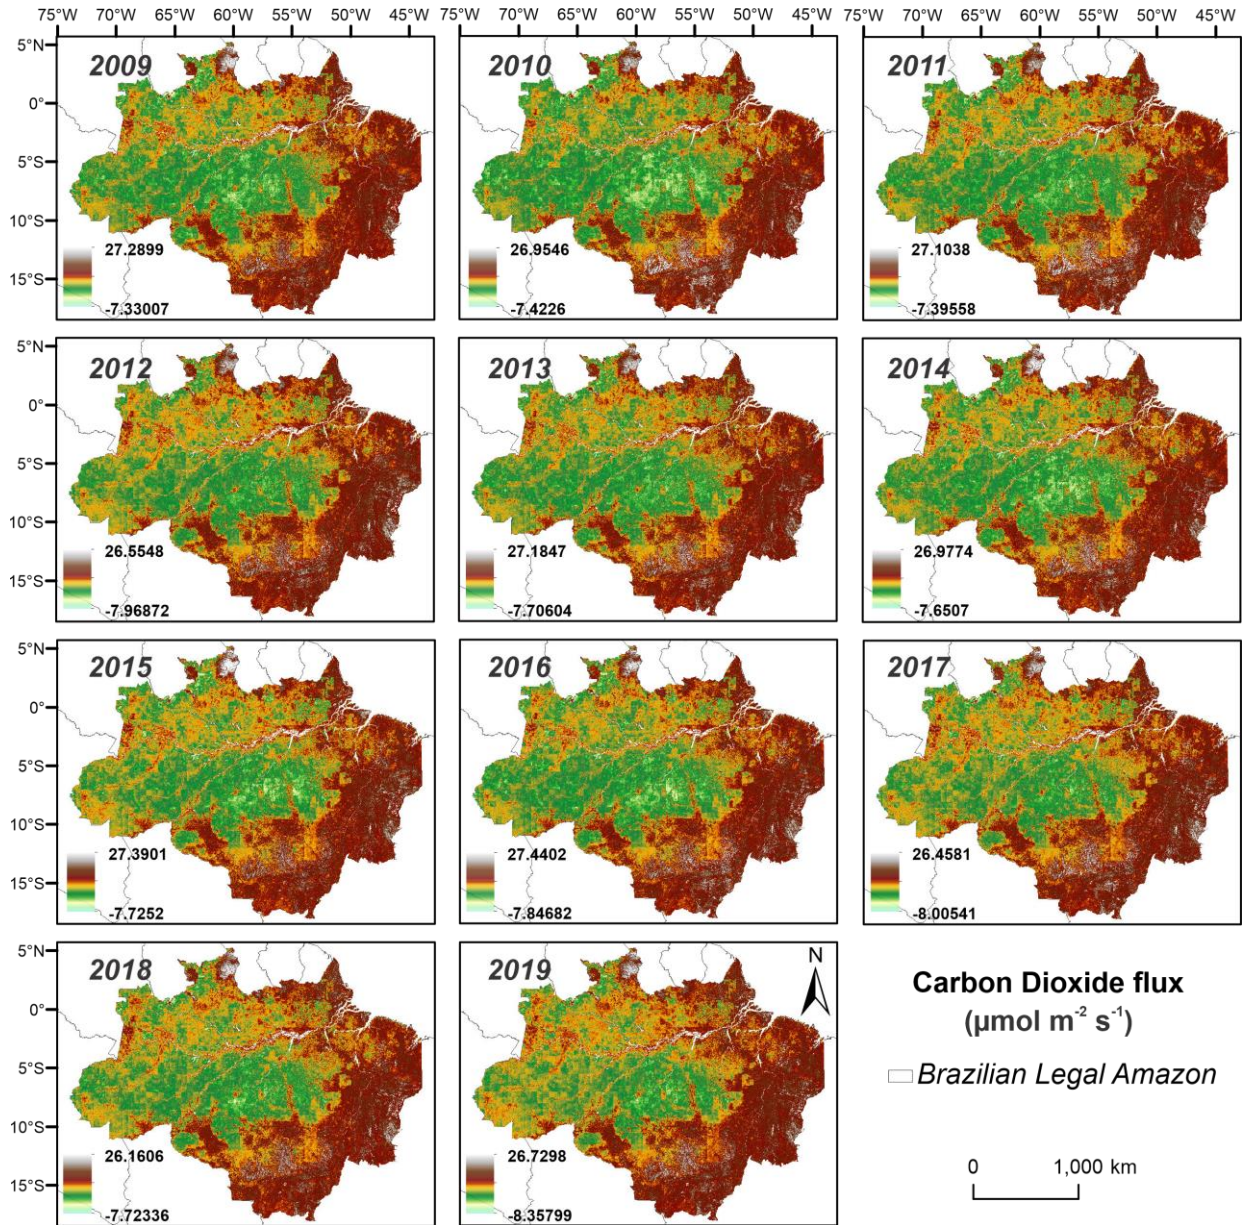 75°W 70°W 65°W 60°W 55°W 50°W 45°W
75°W 70°W 65°W 60°W 55°W 50°W 45°W
75°W 70°W 65°W 60°W 55°W 50°W 45°W
5°N
0°
5°S
10°S
15°S
2009
27.2899
-7.33007
2010
26.9546
-7.4226
2011
27.1038
-7.39558
5°N
0°
5°S
10°S
15°S
2012
26.5548
-7.96872
2013
27.1847
-7.70604
2014
26.9774
-7.6507
5°N
0°
5°S
10°S
15°S
2015
27.3901
-7.7252
2016
27.4402
-7.84682
2017
26.4581
-8.00541
5°N
0°
5°S
10°S
15°S
2018
26.1606
-7.72336
2019
26.7298
-8.35799
N
Carbon Dioxide flux
(µmol m⁻² s⁻¹)
Brazilian Legal Amazon
0 1,000 km